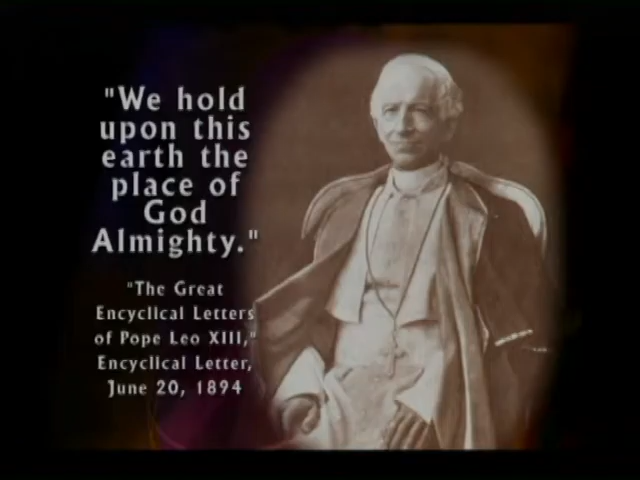 "We hold
upon this
earth the
place of
God
Almighty."
"The Great
Encyclical Letters
of Pope Leo XIII,"
Encyclical Letter,
June 20, 1894